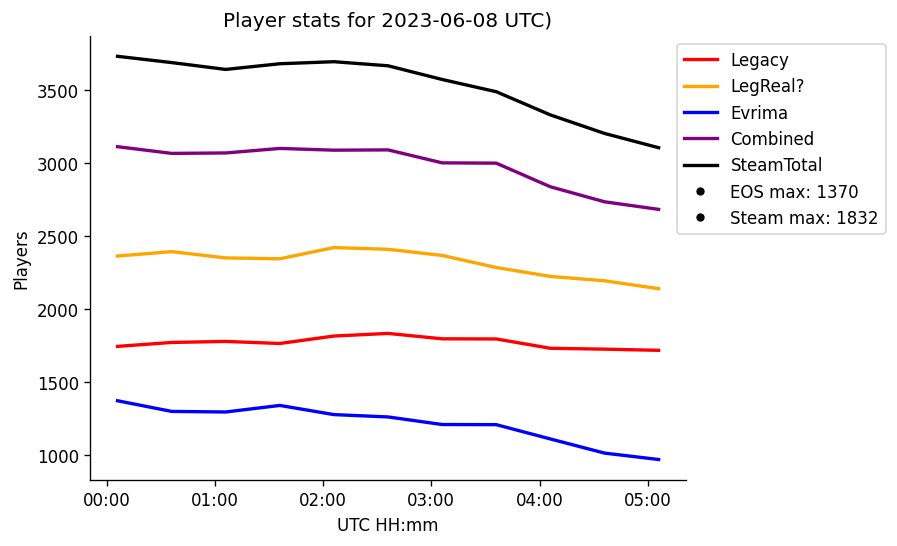 Player stats for 2023-06-08 UTC)
Legacy
LegReal?
Evrima
Combined
SteamTotal
EOS max: 1370
Steam max: 1832
Players
3500
3000
2500
2000
1500
1000
00:00 01:00 02:00 03:00 04:00 05:00
UTC HH:mm